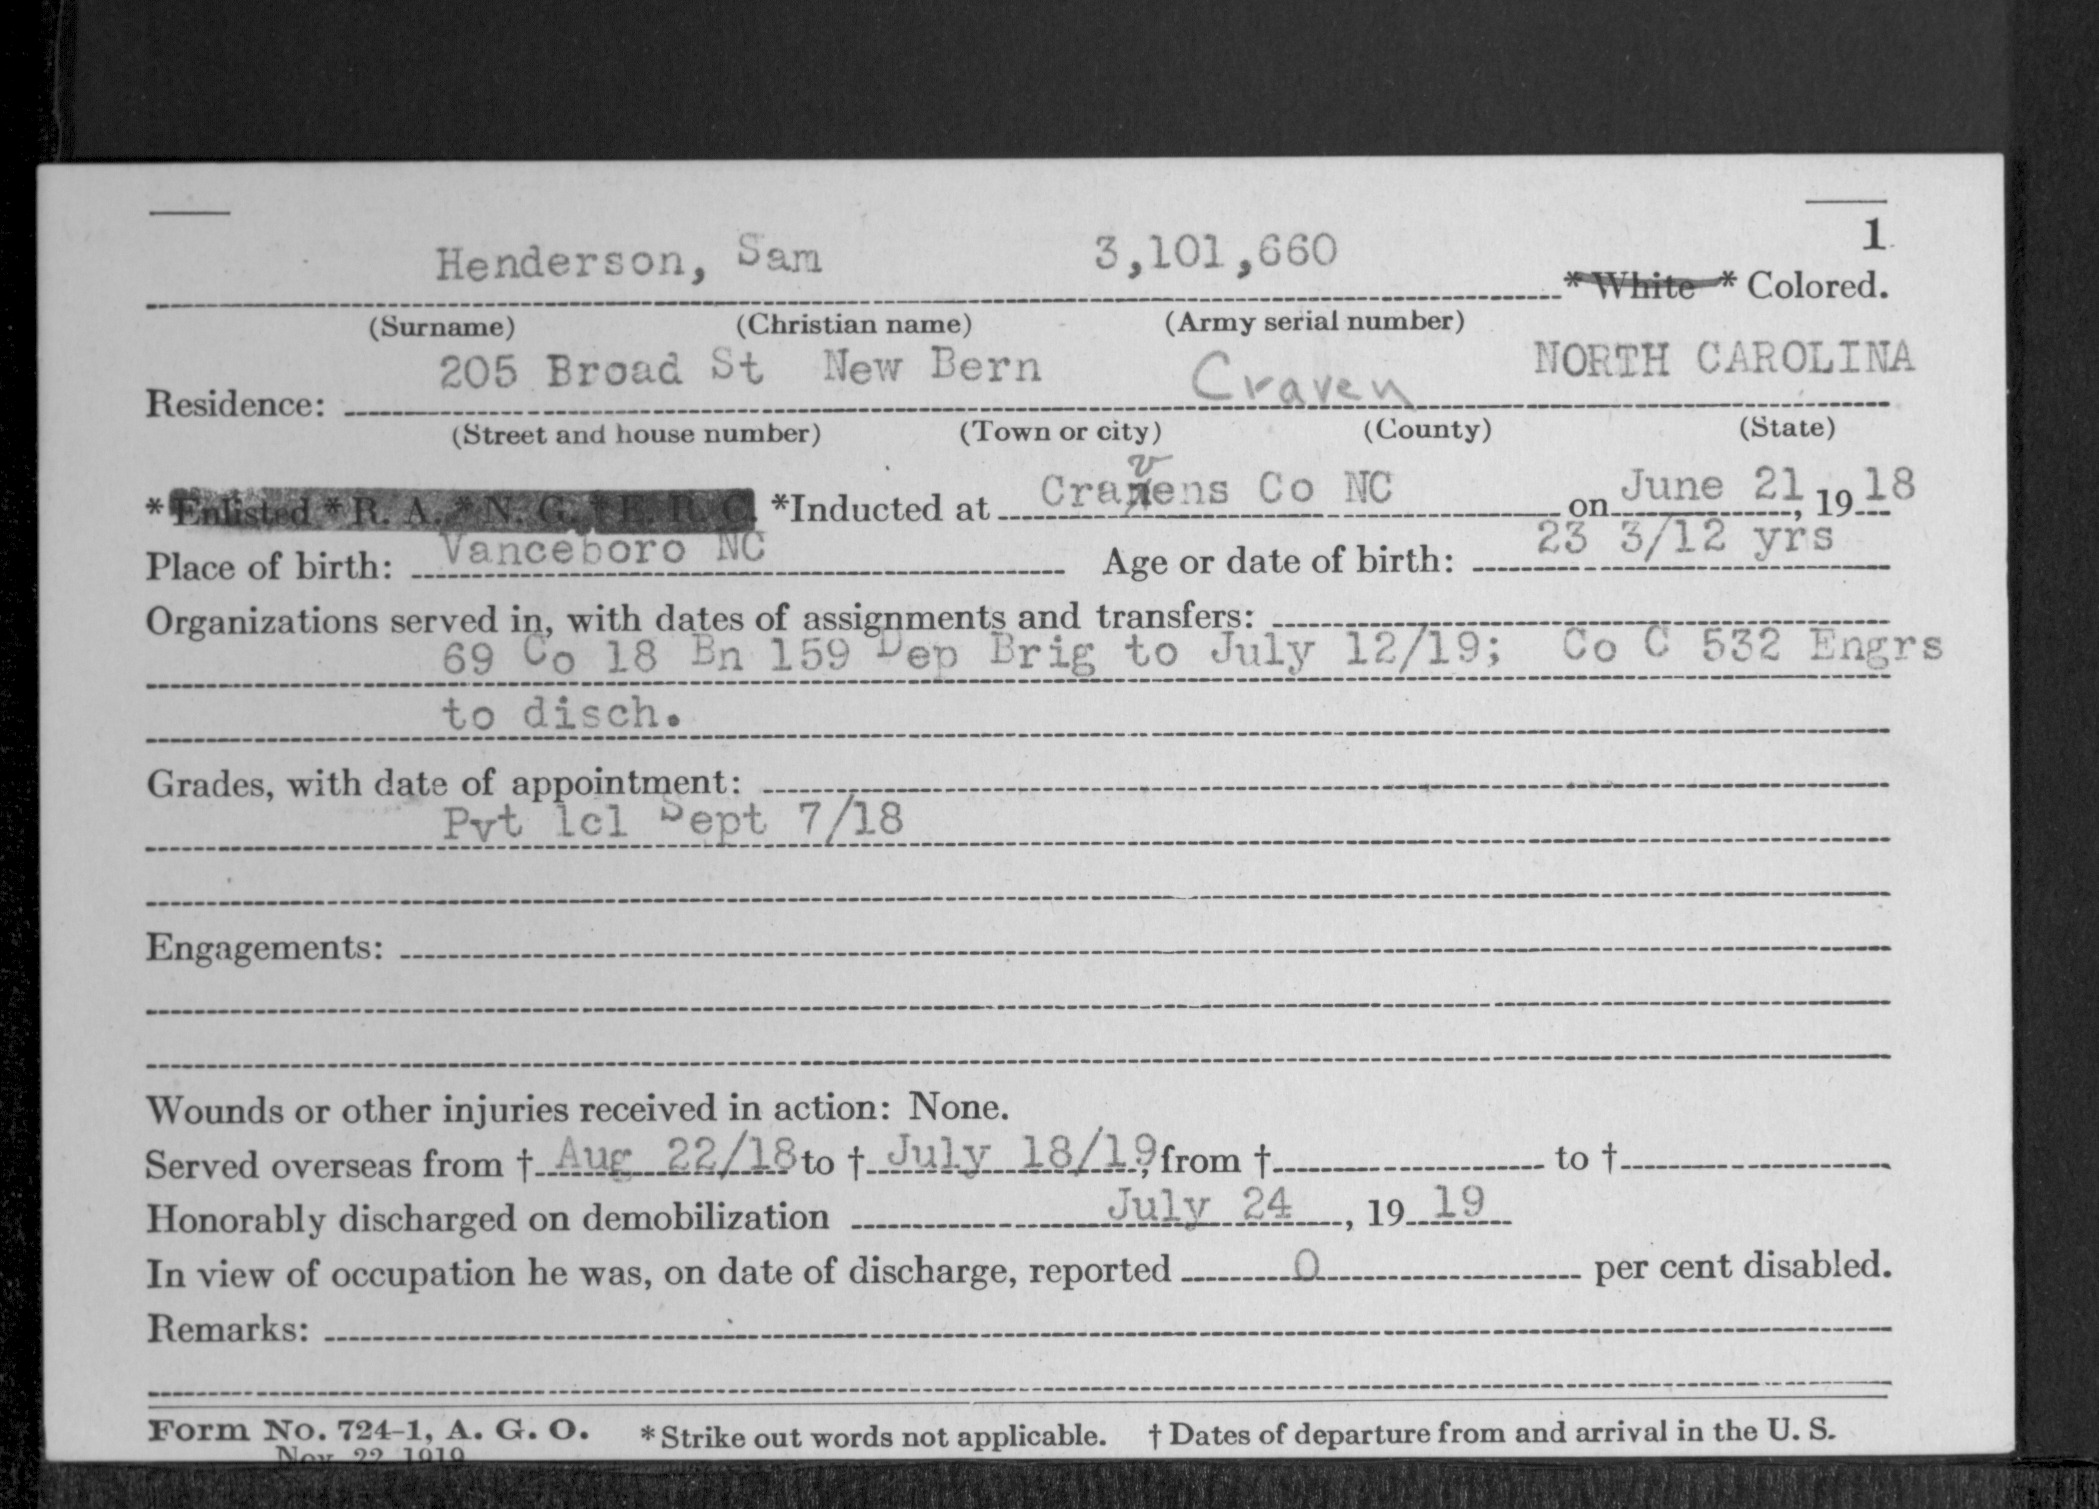 1
Henderson, Sam 3,101,660 * White * Colored.
(Surname) (Christian name) (Army serial number)
Residence: 205 Broad St New Bern Craven NORTH CAROLINA
(Street and house number) (Town or city) (County) (State)
* Enlisted * R. A. * N. G. * E. R. C. *Inducted at Cravens Co NC on June 21, 19 18
Place of birth: Vanceboro NC Age or date of birth: 23 3/12 yrs
Organizations served in, with dates of assignments and transfers:
69 Co 18 Bn 159 Dep Brig to July 12/19; Co C 532 Engrs
to disch.
Grades, with date of appointment:
Pvt 1cl Sept 7/18
Engagements:
Wounds or other injuries received in action: None.
Served overseas from † Aug 22/18 to † July 18/19, from † to †
Honorably discharged on demobilization July 24, 19 19
In view of occupation he was, on date of discharge, reported 0 per cent disabled.
Remarks:
Form No. 724-1, A. G. O. * Strike out words not applicable. † Dates of departure from and arrival in the U. S.
Nov. 22, 1919